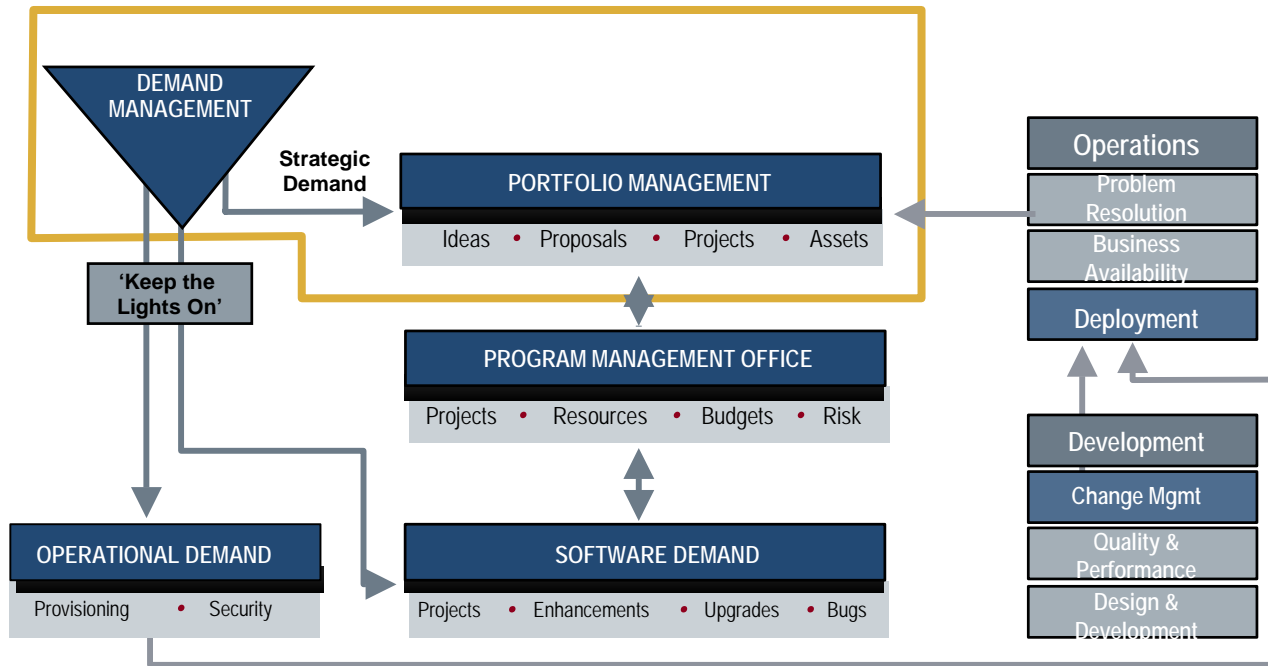 DEMAND
MANAGEMENT
Strategic
Demand
PORTFOLIO MANAGEMENT
Ideas • Proposals • Projects • Assets
'Keep the
Lights On'
PROGRAM MANAGEMENT OFFICE
Projects • Resources • Budgets • Risk
OPERATIONAL DEMAND
Provisioning • Security
SOFTWARE DEMAND
Projects • Enhancements • Upgrades • Bugs
Operations
Problem
Resolution
Business
Availability
Deployment
Development
Change Mgmt
Quality &
Performance
Design &
Development